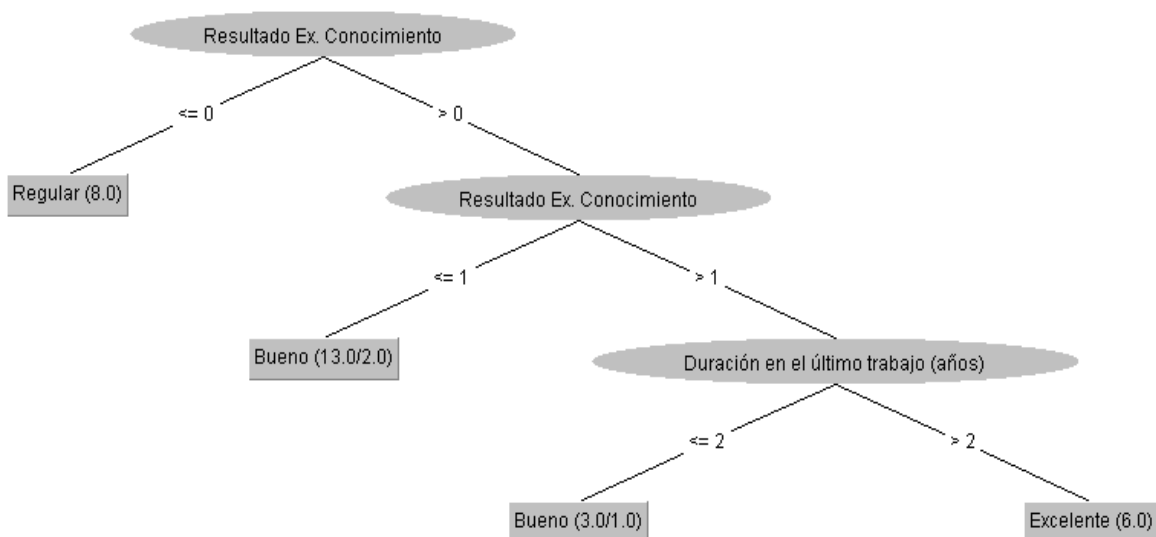 Resultado Ex. Conocimiento
<= 0
> 0
Regular (8.0)
Resultado Ex. Conocimiento
<= 1
> 1
Bueno (13.0/2.0)
Duración en el último trabajo (años)
<= 2
> 2
Bueno (3.0/1.0)
Excelente (6.0)